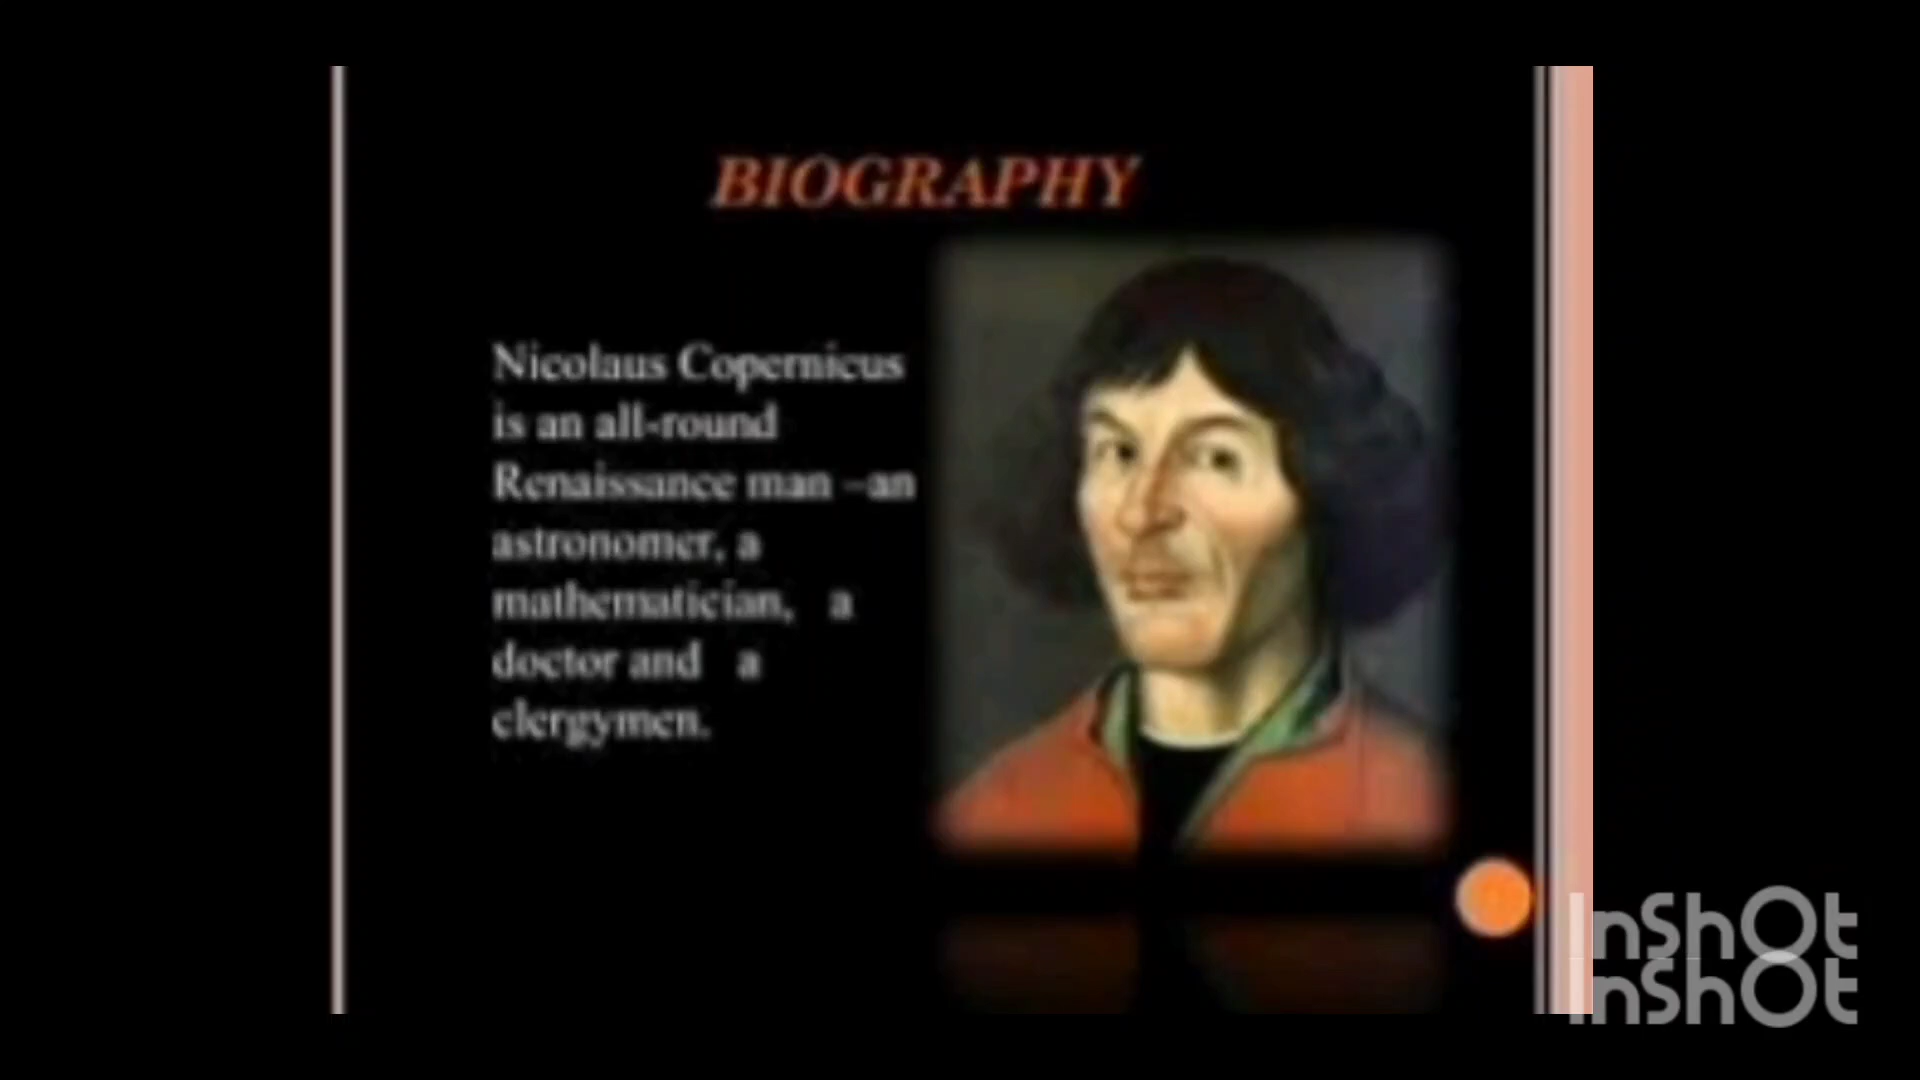 BIOGRAPHY
Nicolaus Copernicus
is an all-round
Renaissance man –an
astronomer, a
mathematician, a
doctor and a
clergymen.
InShOt
InShOt